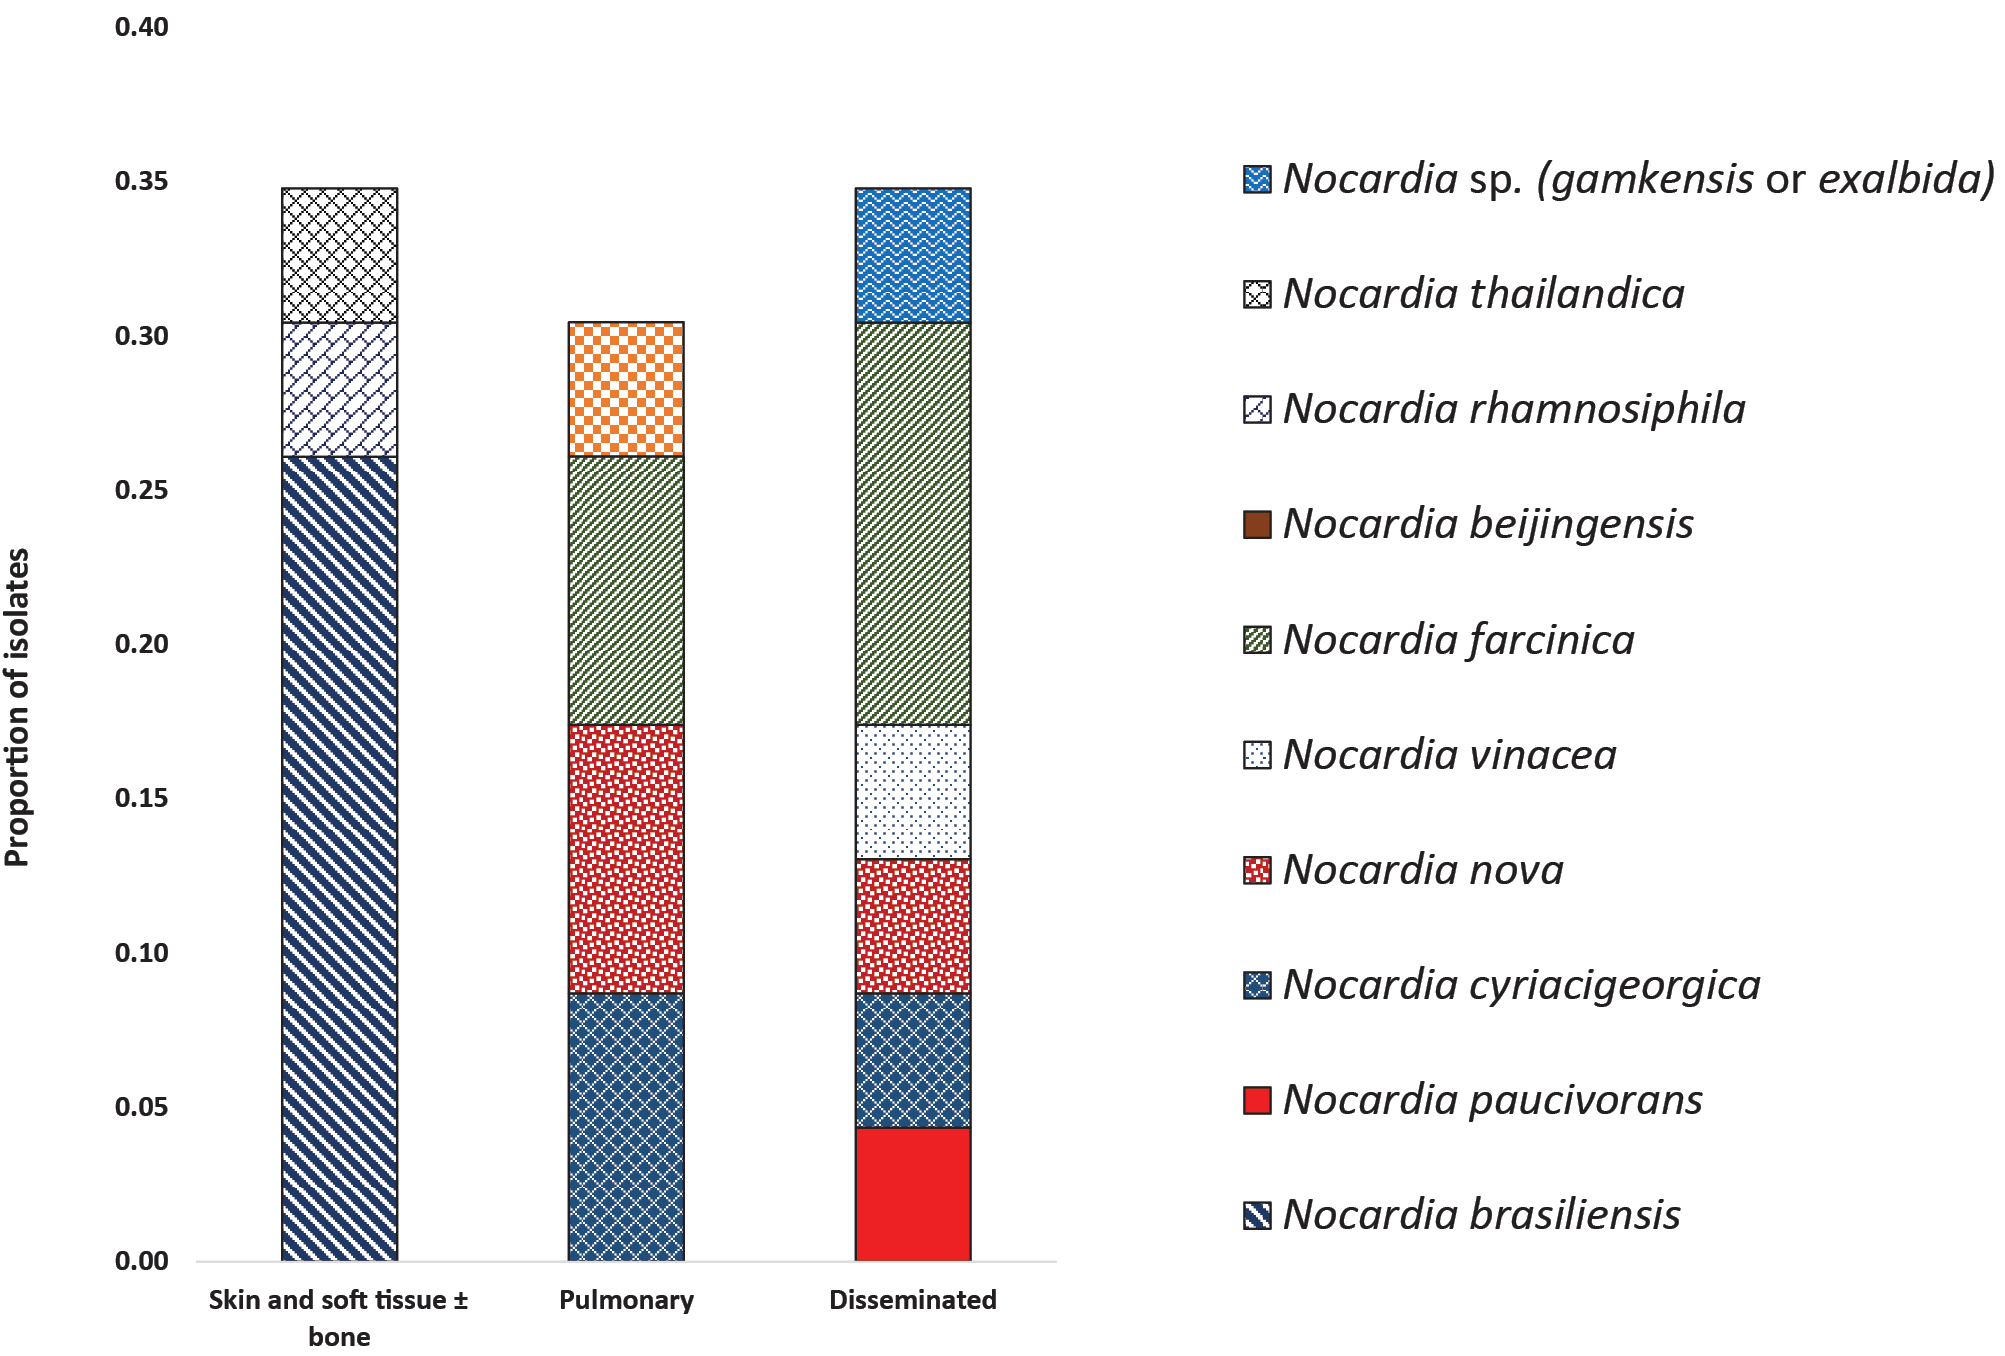 0.40
0.35
0.30
0.25
0.20
0.15
0.10
0.05
0.00
Proportion of isolates
Skin and soft tissue ±
bone
Pulmonary
Disseminated
Nocardia sp. (gamkensis or exalbida)
Nocardia thailandica
Nocardia rhamnosiphila
Nocardia beijingensis
Nocardia farcinica
Nocardia vinacea
Nocardia nova
Nocardia cyriacigeorgica
Nocardia paucivorans
Nocardia brasiliensis